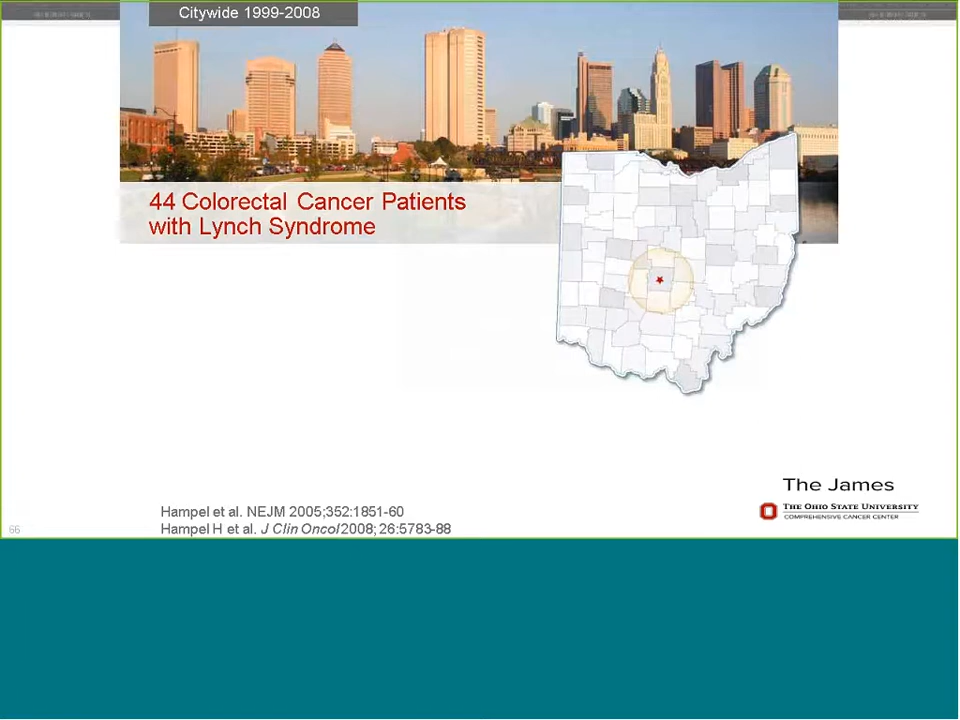 Citywide 1999-2008
44 Colorectal Cancer Patients
with Lynch Syndrome
The James
THE OHIO STATE UNIVERSITY
COMPREHENSIVE CANCER CENTER
Hampel et al. NEJM 2005;352:1851-60
Hampel H et al. J Clin Oncol 2008; 26:5783-88
66